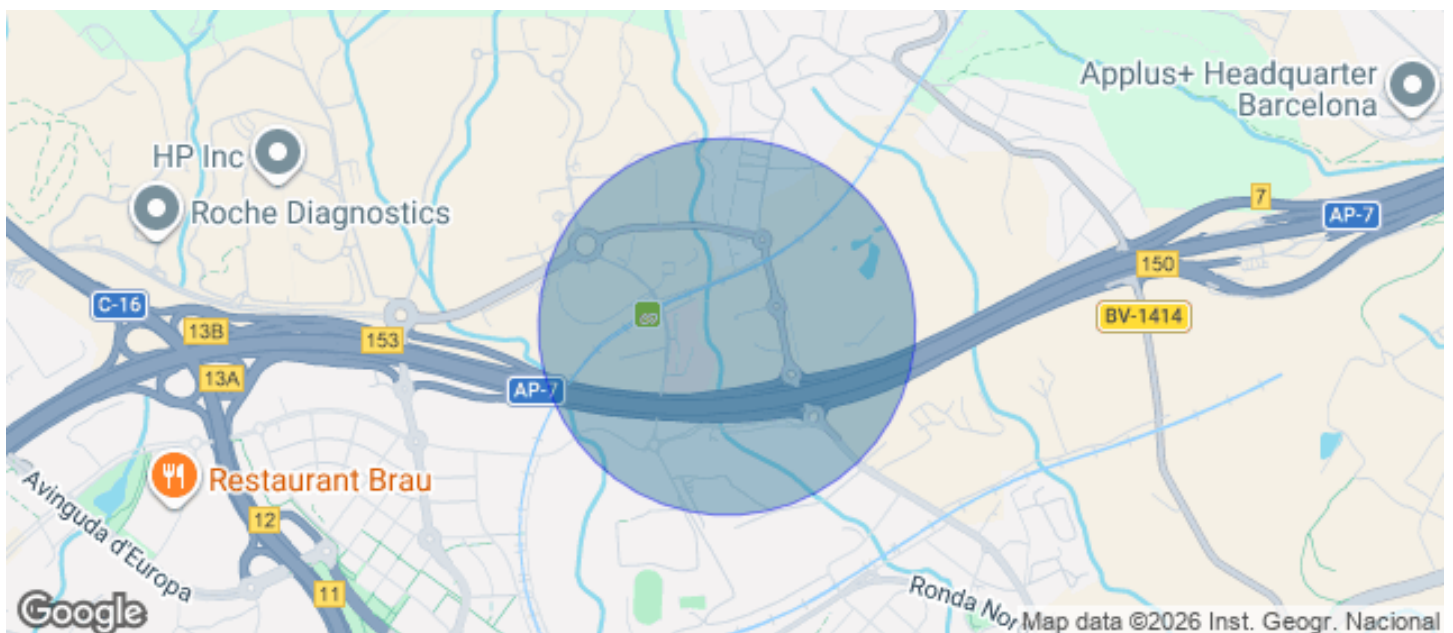 Applus+ Headquarter
Barcelona
HP Inc
Roche Diagnostics
7
AP-7
150
C-16
13B
153
BV-1414
13A
AP-7
Restaurant Brau
12
Avinguda d'Europa
11
Ronda Nor
Google
Map data ©2026 Inst. Geogr. Nacional